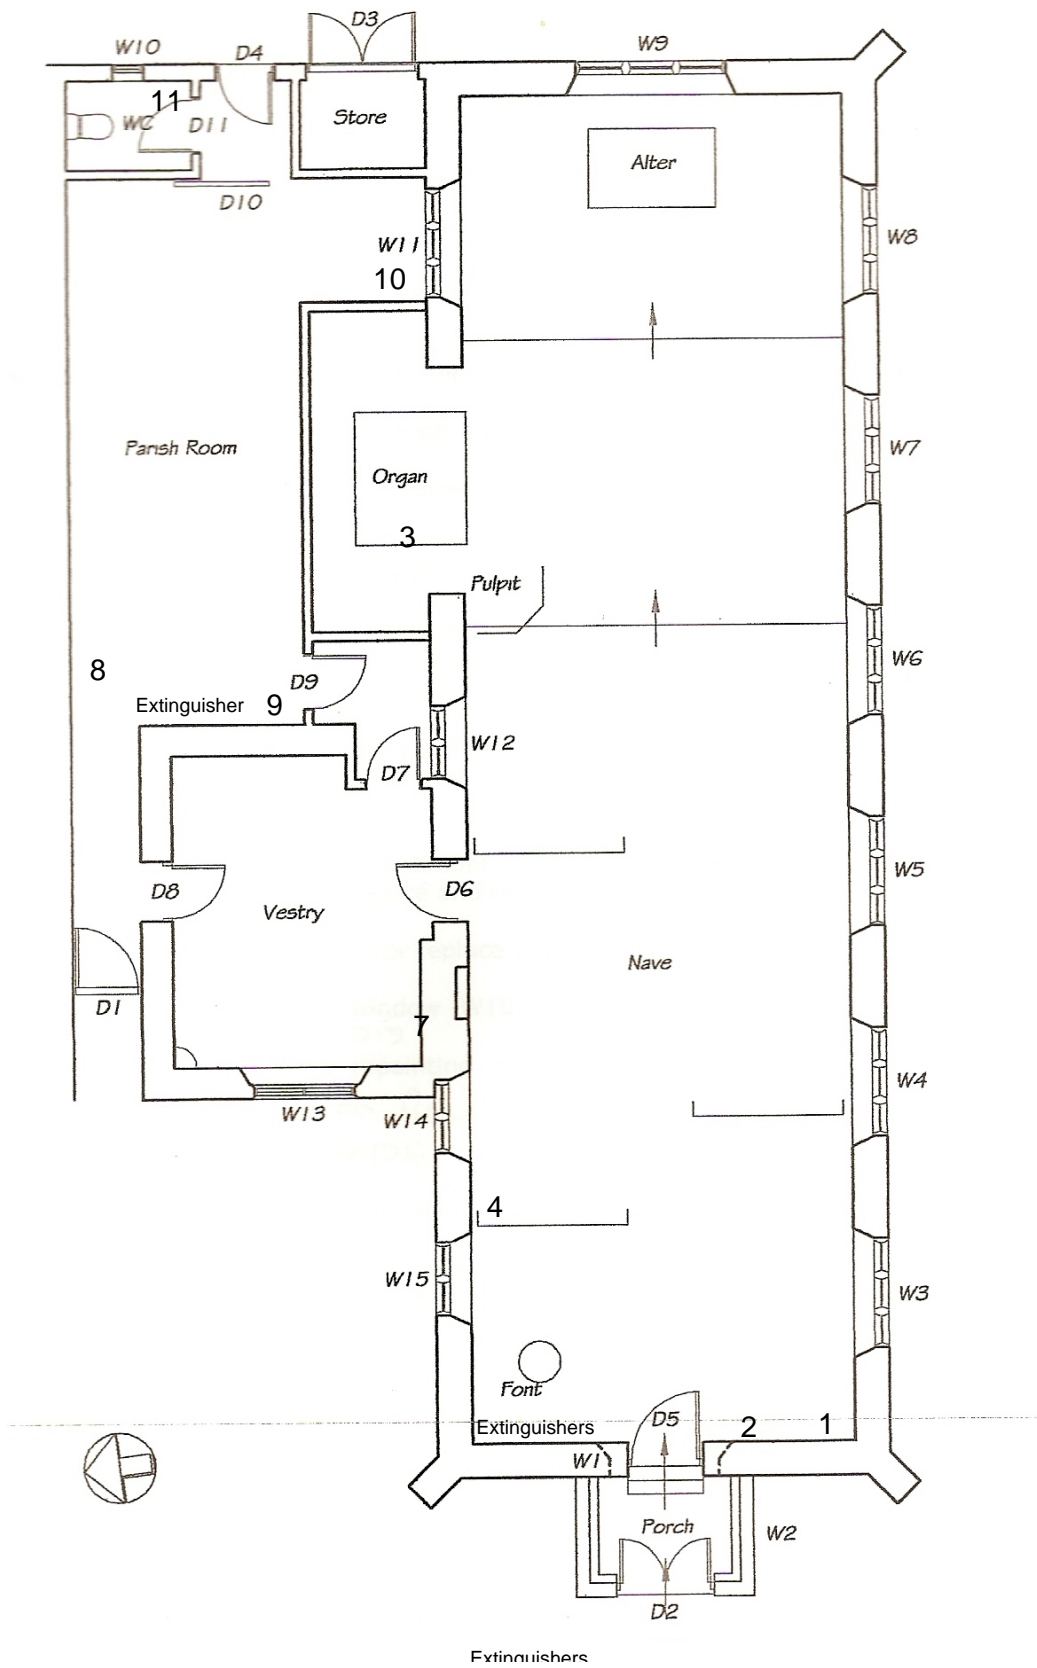 D3
W10
D4
W9
11
WC
D11
Store
Alter
D10
W11
W8
10
Parish Room
Organ
W7
3
Pulpit
8
D9
W6
Extinguisher
9
W12
D7
D8
D6
W5
Vestry
Nave
D1
7
W13
W14
W4
4
W15
W3
Font
Extinguishers
D5
2
1
W1
Porch
W2
D2
Extinguishers